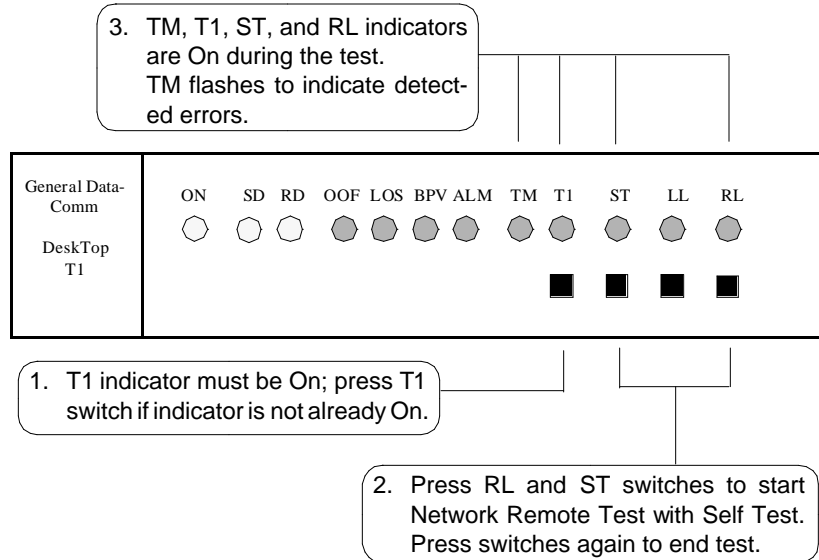 3. TM, T1, ST, and RL indicators
are On during the test.
TM flashes to indicate detect-
ed errors.
General Data-
Comm
DeskTop
T1
ON SD RD OOF LOS BPV ALM TM T1 ST LL RL
1. T1 indicator must be On; press T1
switch if indicator is not already On.
2. Press RL and ST switches to start
Network Remote Test with Self Test.
Press switches again to end test.